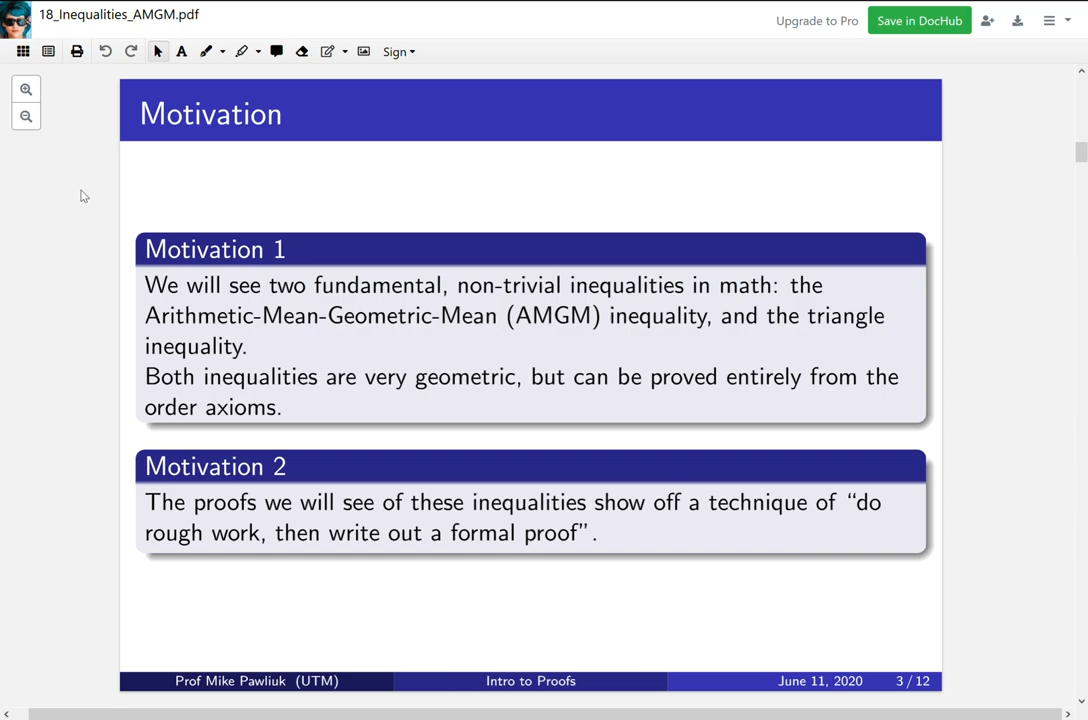 18_Inequalities_AMGM.pdf
Upgrade to Pro
Save in DocHub
Sign
Motivation
Motivation 1
We will see two fundamental, non-trivial inequalities in math: the
Arithmetic-Mean-Geometric-Mean (AMGM) inequality, and the triangle
inequality.
Both inequalities are very geometric, but can be proved entirely from the
order axioms.
Motivation 2
The proofs we will see of these inequalities show off a technique of “do
rough work, then write out a formal proof”.
Prof Mike Pawliuk (UTM) Intro to Proofs June 11, 2020 3 / 12